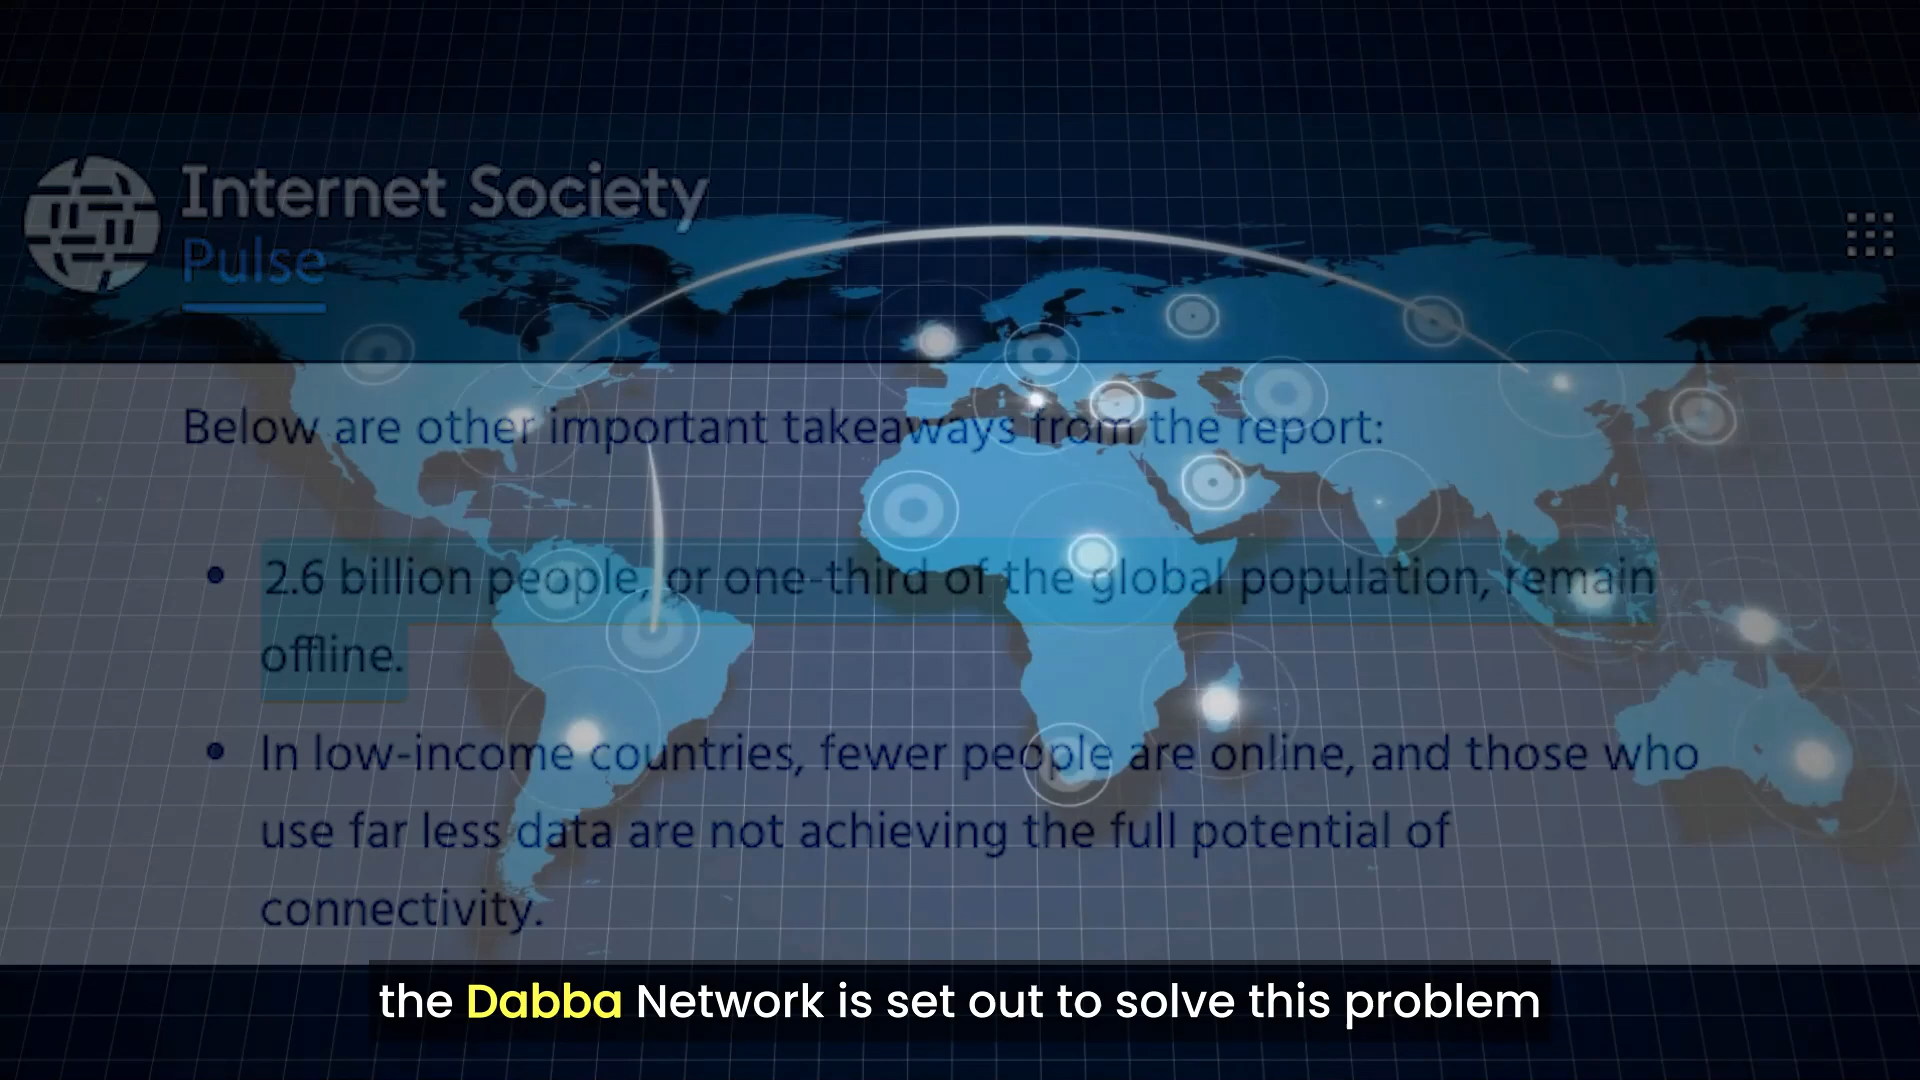 Internet Society
Pulse
Below are other important takeaways from the report:
2.6 billion people, or one-third of the global population, remain
offline.
In low-income countries, fewer people are online, and those who
use far less data are not achieving the full potential of
connectivity.
the Dabba Network is set out to solve this problem